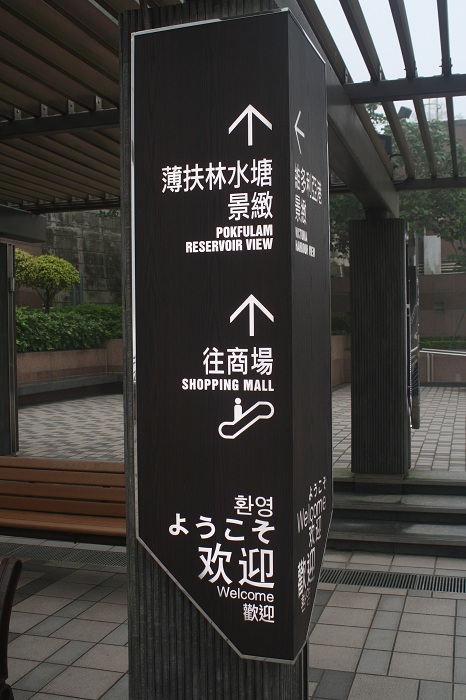 薄扶林水塘
景緻
POKFULAM
RESERVOIR VIEW
往商場
SHOPPING MALL
환영
ようこそ
欢迎
Welcome
歡迎
維多利亞港
景緻
VICTORIA
HARBOUR VIEW
ようこそ
Welcome
欢迎
歡迎